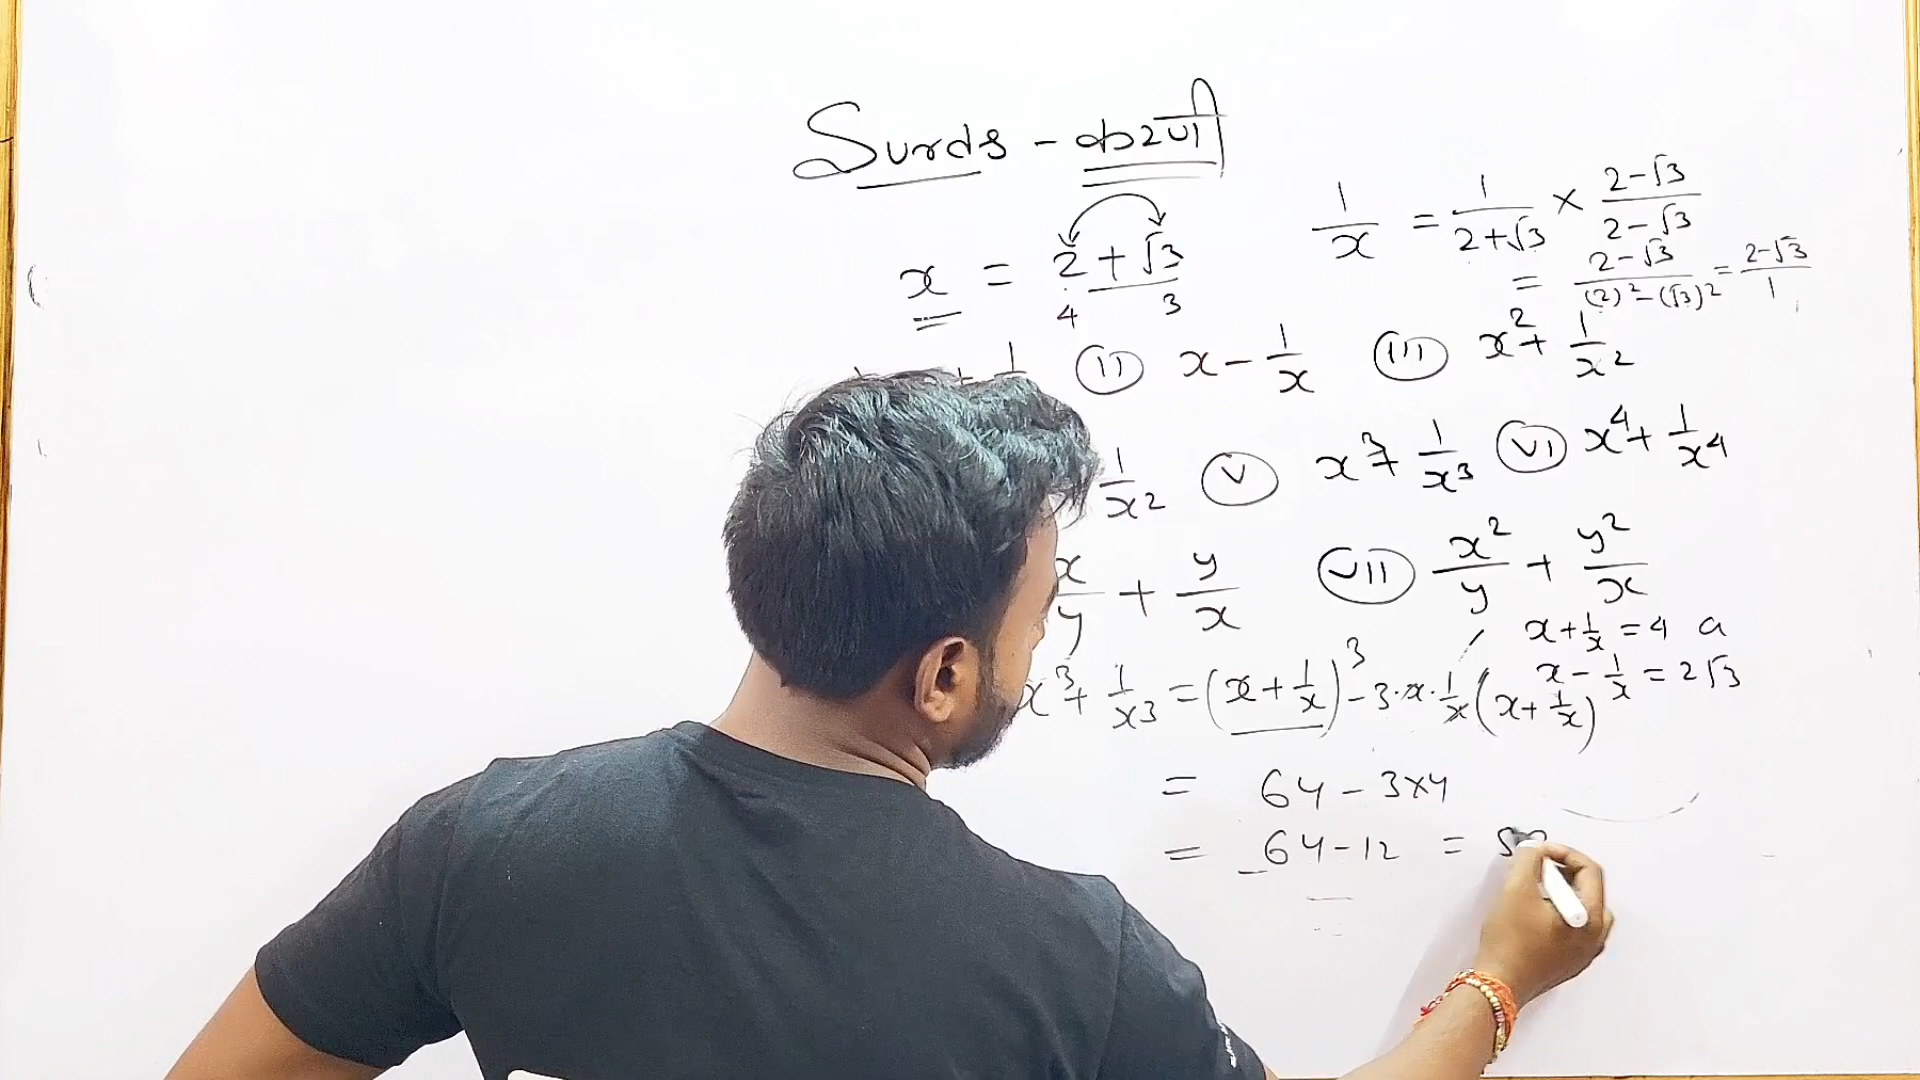 Surds - करणी
x = 2 + √3
4 3
1/x = 1/(2+√3) × (2-√3)/(2-√3)
= (2-√3)/((2)² - (√3)²) = (2-√3)/1
(ii) x - 1/x (iii) x² + 1/x²
1/x² (v) x³ + 1/x³ (vi) x⁴ + 1/x⁴
x/y + y/x (vii) x²/y + y²/x
x + 1/x = 4 a
x - 1/x = 2√3
x³ + 1/x³ = (x + 1/x)³ - 3·x·1/x (x + 1/x)
= 64 - 3×4
= 64 - 12 =